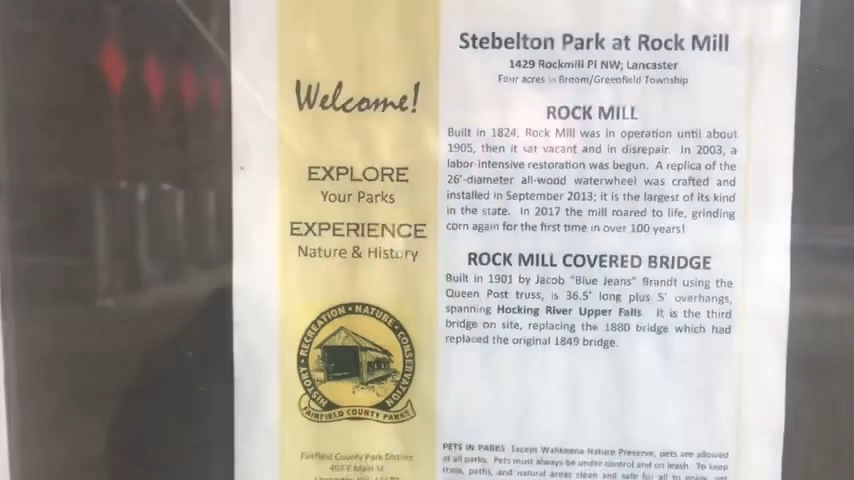 Welcome!
EXPLORE
Your Parks
EXPERIENCE
Nature & History
HISTORY · RECREATION · NATURE · CONSERVATION
FAIRFIELD COUNTY PARKS
Fairfield County Park District
407 E Main St
Stebelton Park at Rock Mill
1429 Rockmill Pl NW; Lancaster
Four acres in Bloom/Greenfield Township
ROCK MILL
Built in 1824, Rock Mill was in operation until about
1905, then it sat vacant and in disrepair. In 2003, a
labor-intensive restoration was begun. A replica of the
26'-diameter all-wood waterwheel was crafted and
installed in September 2013; it is the largest of its kind
in the state. In 2017 the mill roared to life, grinding
corn again for the first time in over 100 years!
ROCK MILL COVERED BRIDGE
Built in 1901 by Jacob "Blue Jeans" Brandt using the
Queen Post truss, is 36.5' long plus 5' overhangs,
spanning Hocking River Upper Falls. It is the third
bridge on site, replacing the 1880 bridge which had
replaced the original 1849 bridge.
PETS IN PARKS Except Wahkeena Nature Preserve, pets are allowed
at all parks. Pets must always be under control and on leash. To keep
trails, paths, and natural areas clean and safe for all to enjoy, pet